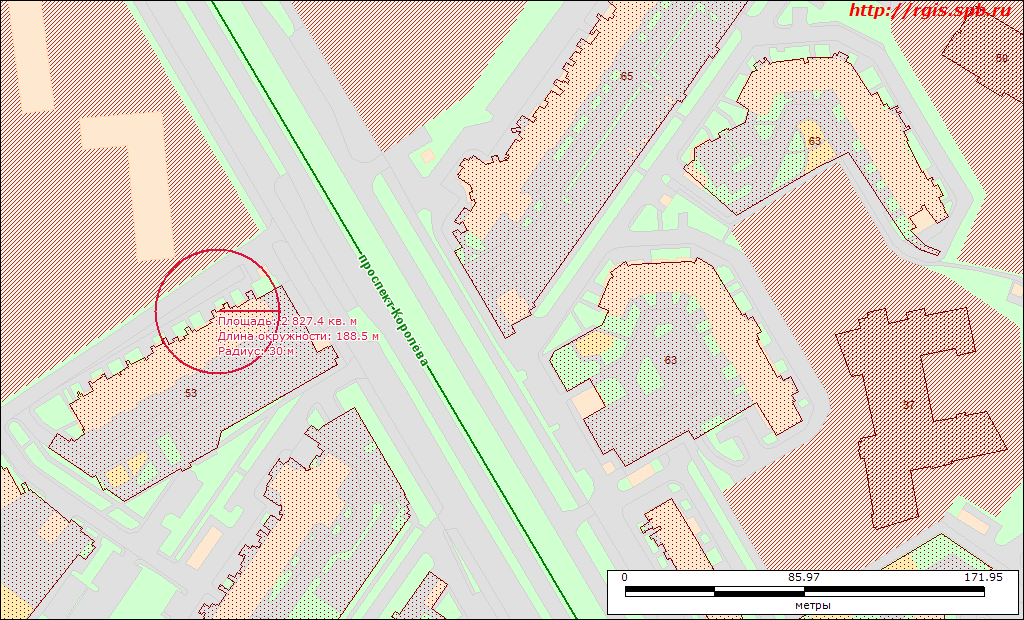 http://rgis.spb.ru
50
65
63
проспект Королева
Площадь: 2 827.4 кв. м
Длина окружности: 188.5 м
Радиус: 30 м
63
53
37
0 85.97 171.95
метры